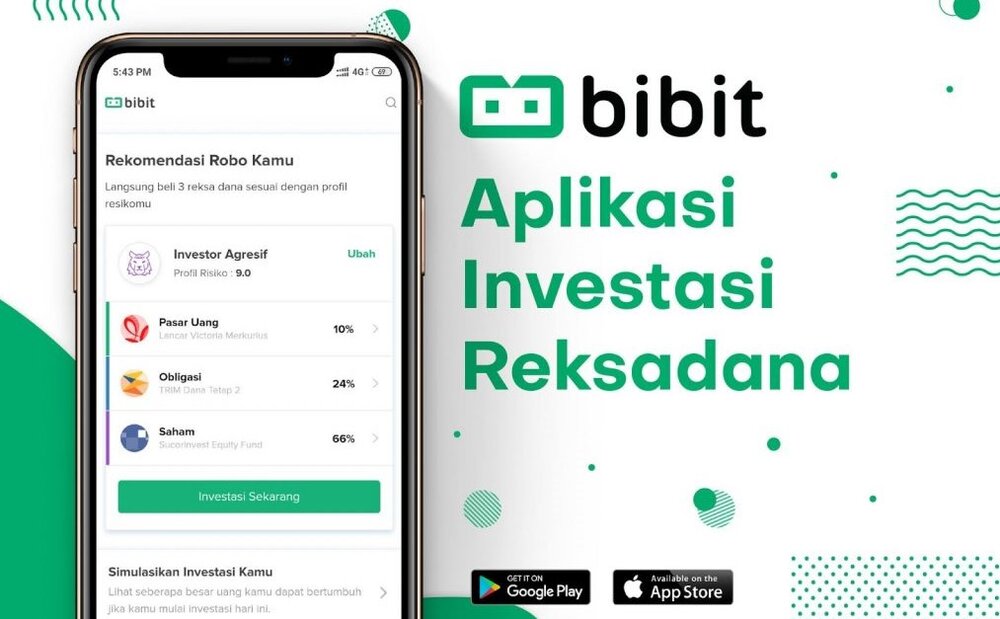 5:43 PM
4G+ 69
bibit
Rekomendasi Robo Kamu
Langsung beli 3 reksa dana sesuai dengan profil
resikomu
Investor Agresif
Ubah
Profil Risiko : 9.0
Pasar Uang
10%
Lancar Victoria Merkurius
Obligasi
24%
TRIM Dana Tetap 2
Saham
66%
Sucorinvest Equity Fund
Investasi Sekarang
Simulasikan Investasi Kamu
Lihat seberapa besar uang kamu dapat bertumbuh
jika kamu mulai investasi hari ini.
bibit
Aplikasi
Investasi
Reksadana
GET IT ON
Google Play
Available on the
App Store